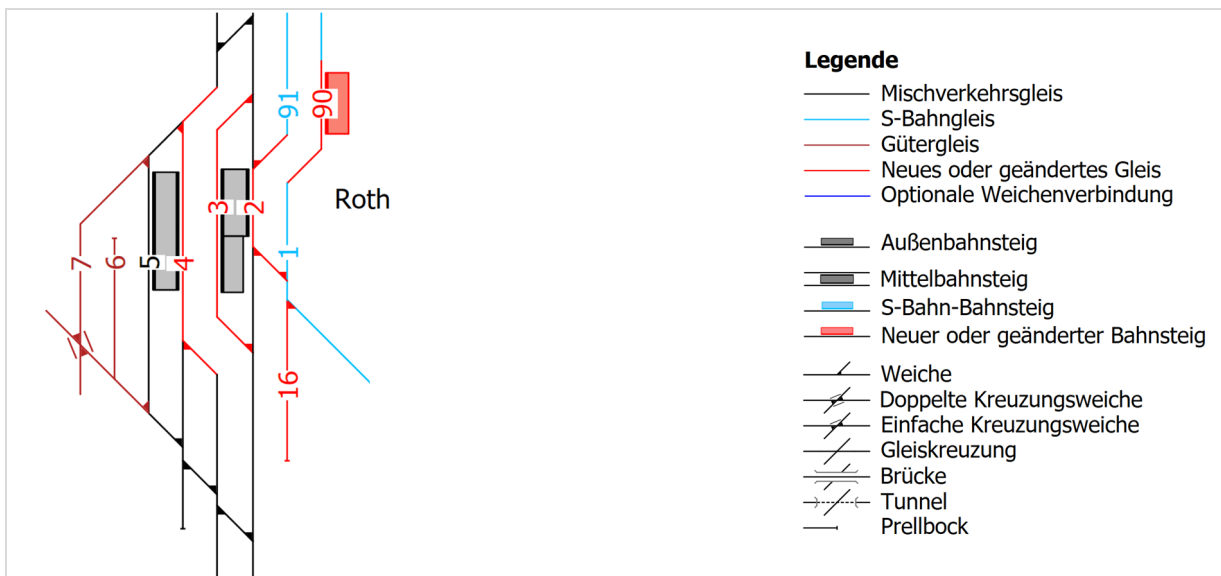 91
90
3
2
Roth
7
6
5
4
1
16
Legende
Mischverkehrsgleis
S-Bahngleis
Gütergleis
Neues oder geändertes Gleis
Optionale Weichenverbindung
Außenbahnsteig
Mittelbahnsteig
S-Bahn-Bahnsteig
Neuer oder geänderter Bahnsteig
Weiche
Doppelte Kreuzungsweiche
Einfache Kreuzungsweiche
Gleiskreuzung
Brücke
Tunnel
Prellbock